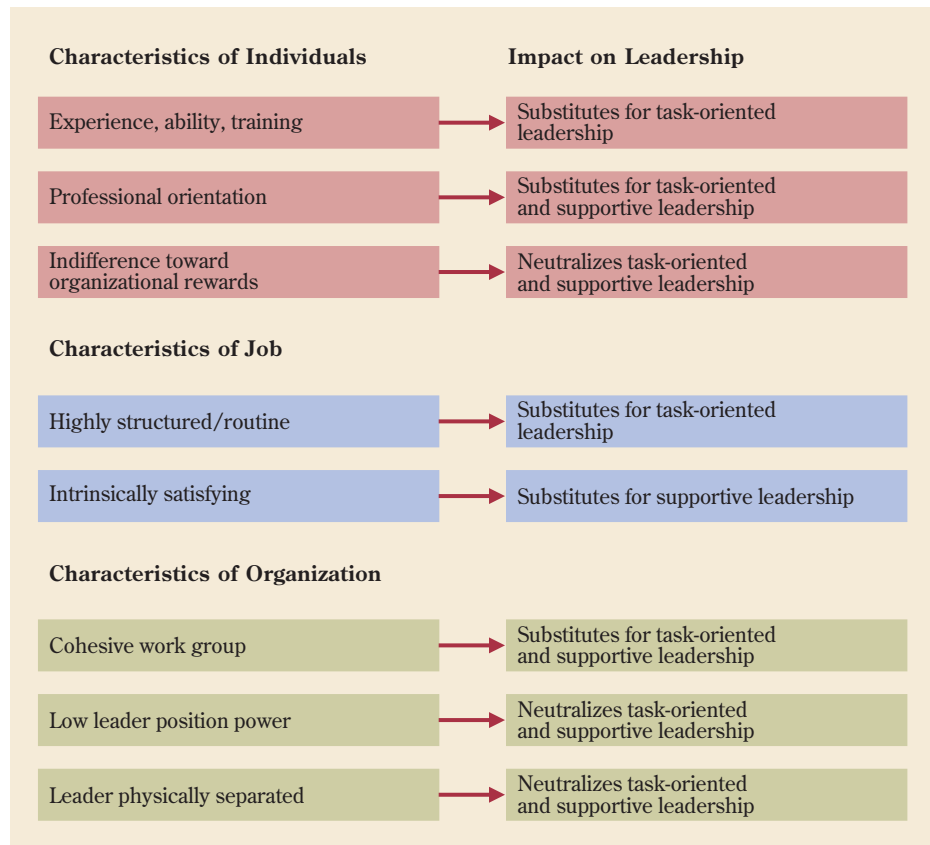 Characteristics of Individuals
Impact on Leadership
Experience, ability, training
Substitutes for task-oriented
leadership
Professional orientation
Substitutes for task-oriented
and supportive leadership
Indifference toward
organizational rewards
Neutralizes task-oriented
and supportive leadership
Characteristics of Job
Highly structured/routine
Substitutes for task-oriented
leadership
Intrinsically satisfying
Substitutes for supportive leadership
Characteristics of Organization
Cohesive work group
Substitutes for task-oriented
and supportive leadership
Low leader position power
Neutralizes task-oriented
and supportive leadership
Leader physically separated
Neutralizes task-oriented
and supportive leadership